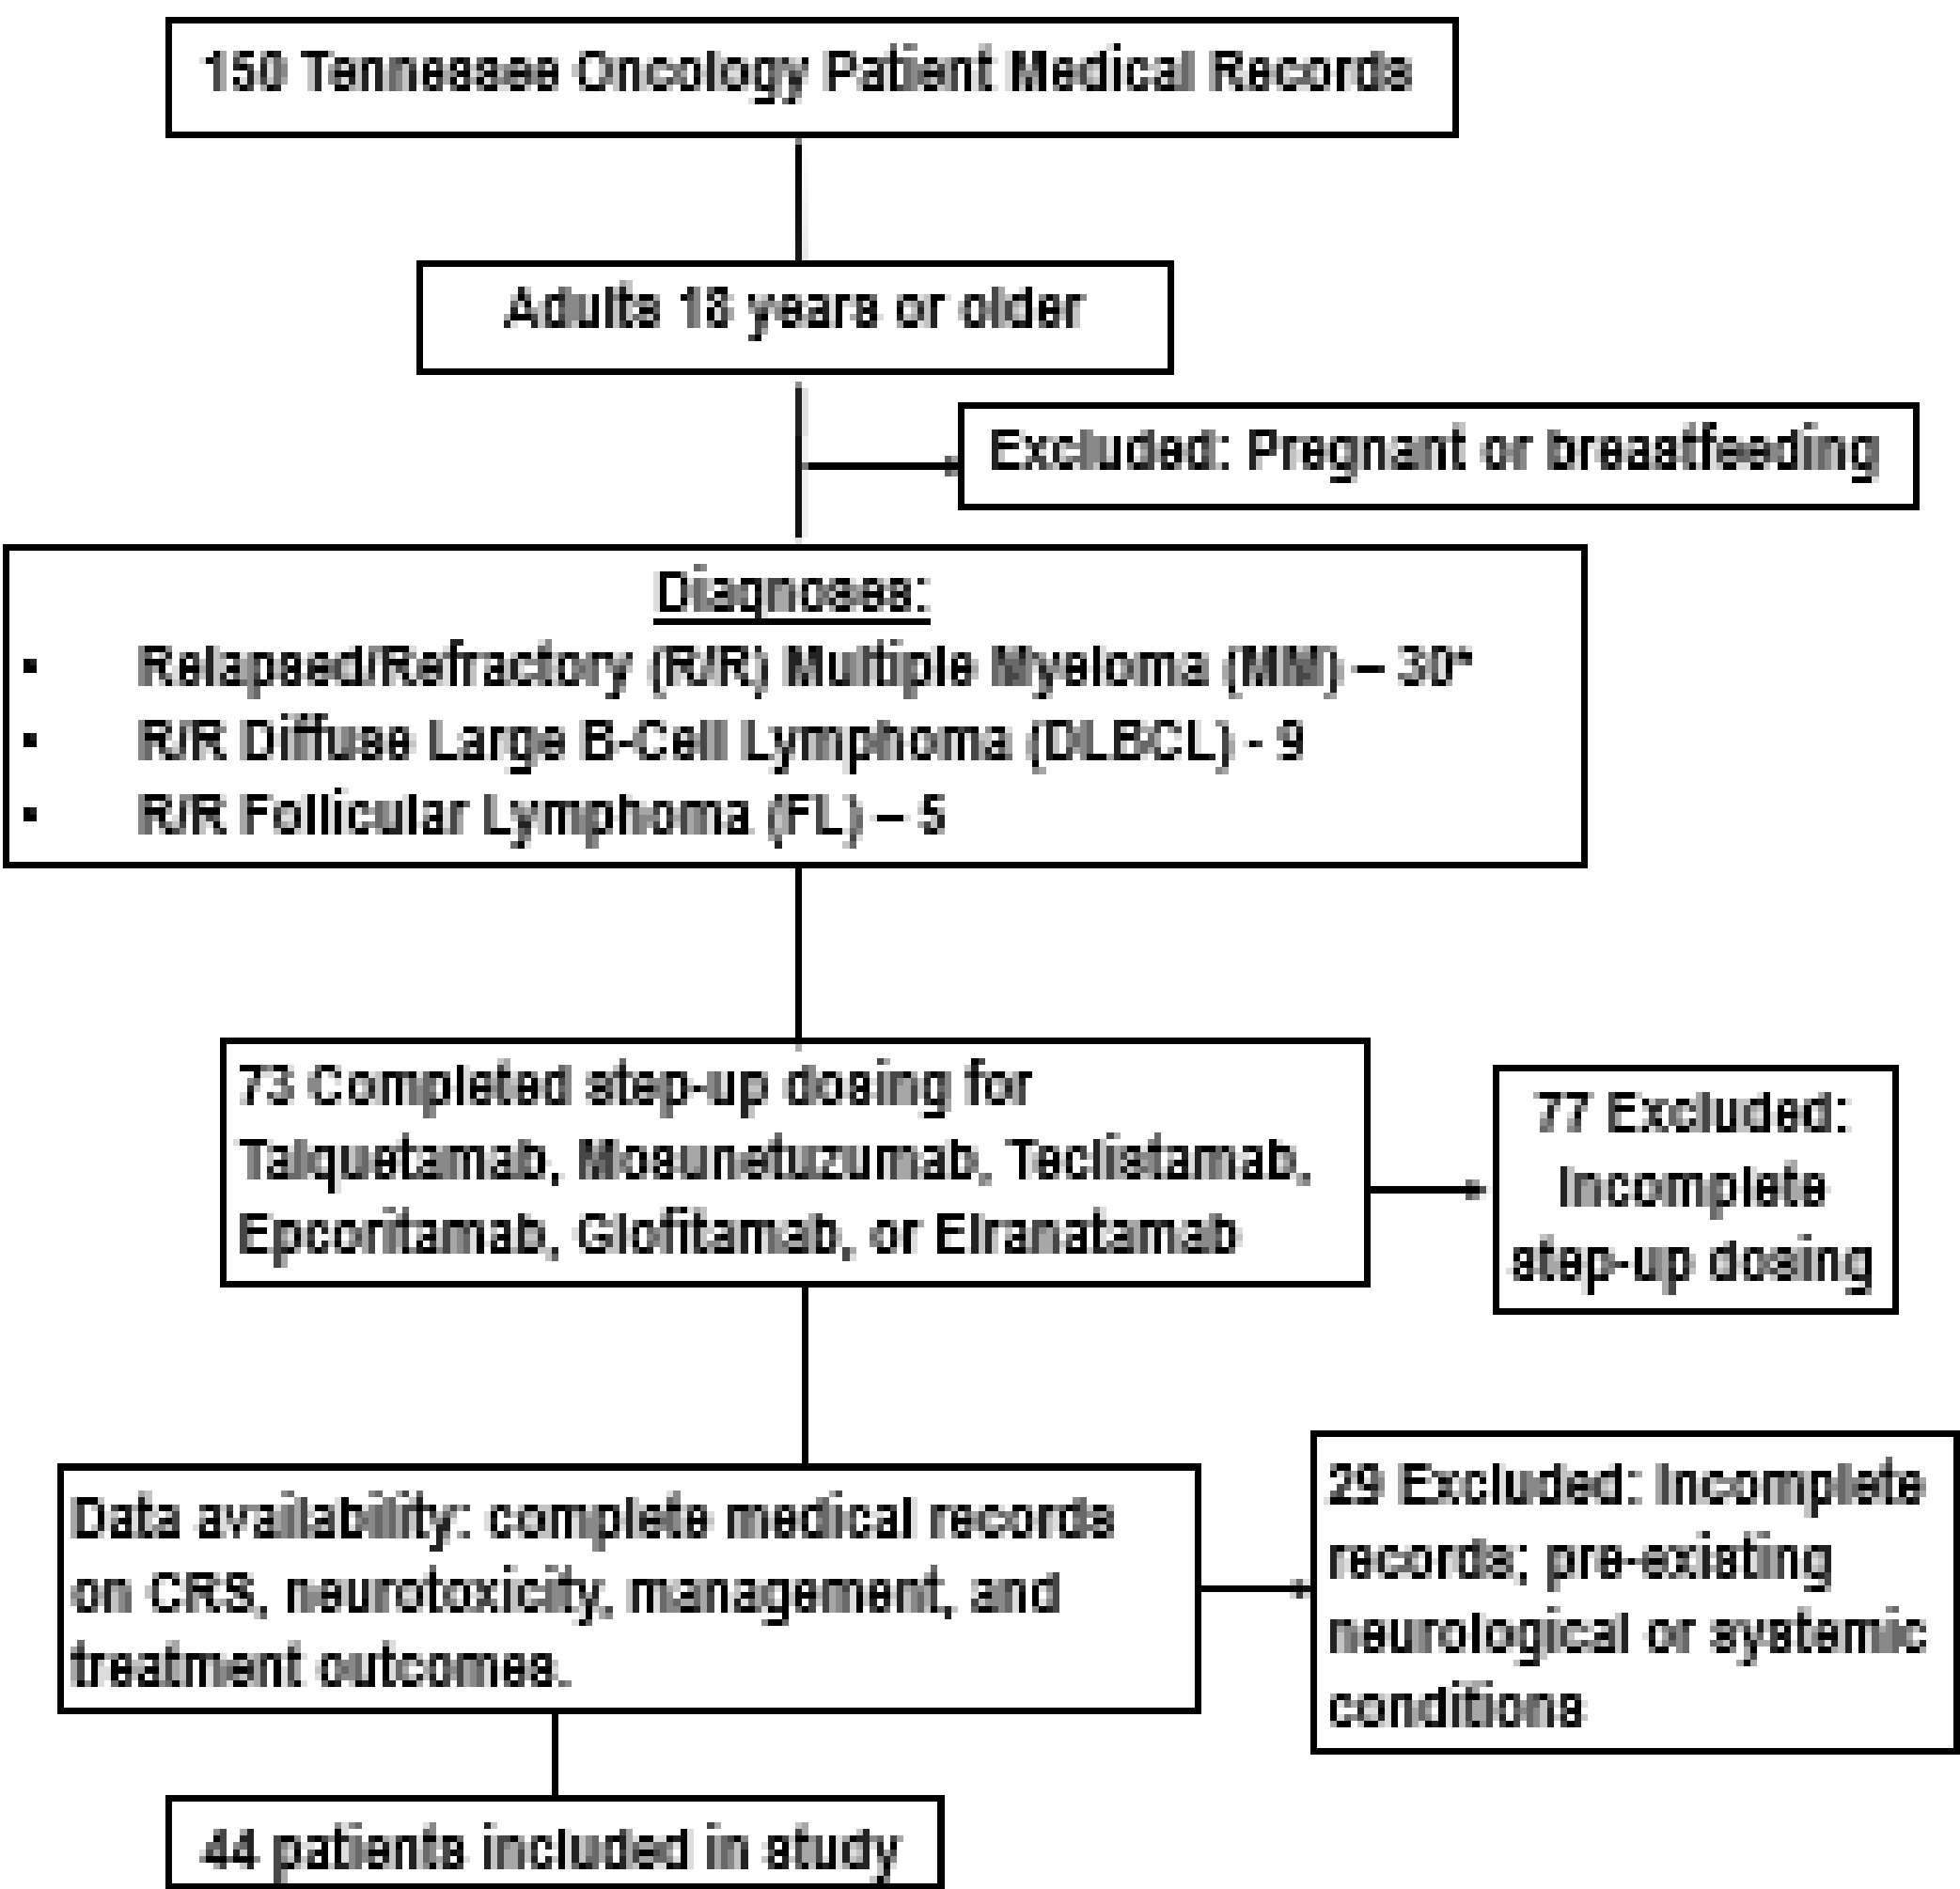 150 Tennessee Oncology Patient Medical Records
Adults 18 years or older
Excluded: Pregnant or breastfeeding
Diagnoses:
▪ Relapsed/Refractory (R/R) Multiple Myeloma (MM) – 30*
▪ R/R Diffuse Large B-Cell Lymphoma (DLBCL) - 9
▪ R/R Follicular Lymphoma (FL) – 5
73 Completed step-up dosing for
Talquetamab, Mosunetuzumab, Teclistamab,
Epcoritamab, Glofitamab, or Elranatamab
77 Excluded:
Incomplete
step-up dosing
Data availability: complete medical records
on CRS, neurotoxicity, management, and
treatment outcomes.
29 Excluded: Incomplete
records; pre-existing
neurological or systemic
conditions
44 patients included in study